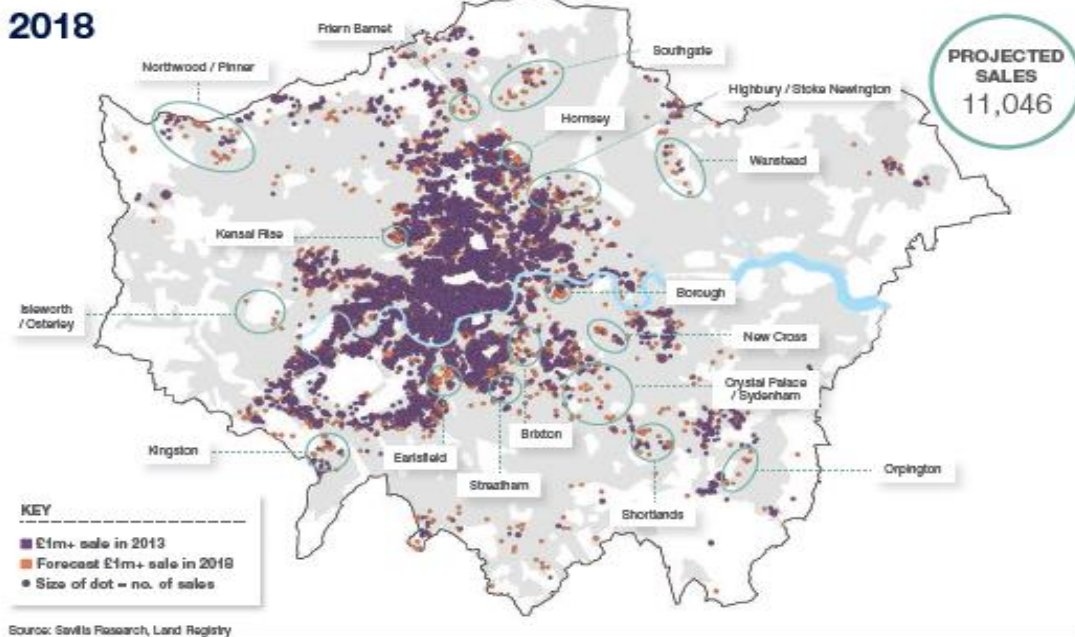 2018
Friern Barnet
Southgate
Northwood / Pinner
PROJECTED
SALES
11,046
Highbury / Stoke Newington
Hornsey
Wanstead
Kensal Rise
Isleworth
/ Osterley
Borough
New Cross
Crystal Palace
/ Sydenham
Kingston
Earlsfield
Brixton
Streatham
Orpington
Shortlands
KEY
£1m+ sale in 2013
Forecast £1m+ sale in 2018
Size of dot = no. of sales
Source: Savills Research, Land Registry